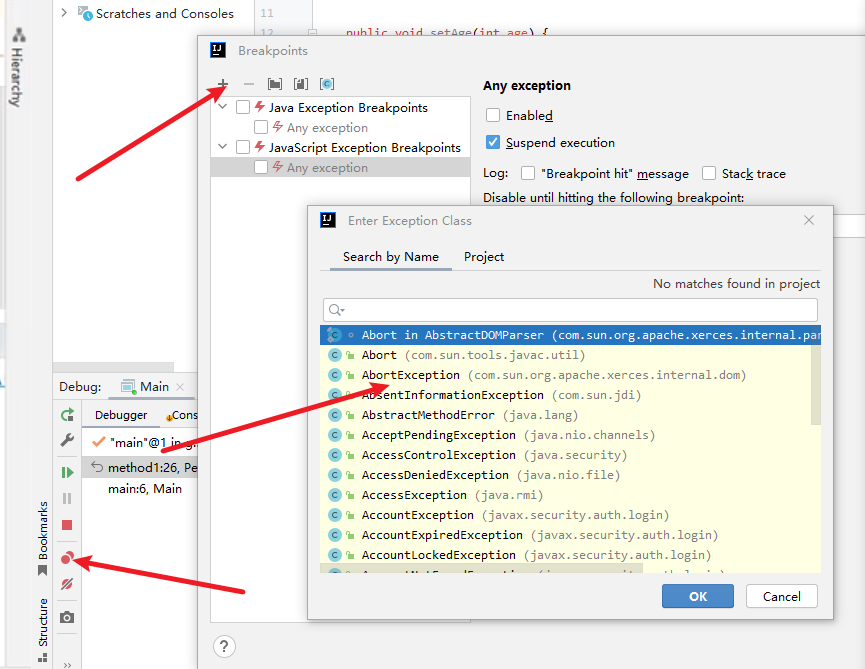 Scratches and Consoles
Hierarchy
11
12
public void setAge(int age) {
Breakpoints
Java Exception Breakpoints
Any exception
JavaScript Exception Breakpoints
Any exception
Any exception
Enabled
Suspend execution
Log: "Breakpoint hit" message Stack trace
Disable until hitting the following breakpoint:
Enter Exception Class
Search by Name Project
No matches found in project
Abort in AbstractDOMParser (com.sun.org.apache.xerces.internal.par
Abort (com.sun.tools.javac.util)
AbortException (com.sun.org.apache.xerces.internal.dom)
AbsentInformationException (com.sun.jdi)
AbstractMethodError (java.lang)
AcceptPendingException (java.nio.channels)
AccessControlException (java.security)
AccessDeniedException (java.nio.file)
AccessException (java.rmi)
AccountException (javax.security.auth.login)
AccountExpiredException (javax.security.auth.login)
AccountLockedException (javax.security.auth.login)
OK Cancel
Debug: Main
Debugger Cons
"main"@1 in
method1:26, Pe
main:6, Main
Bookmarks
Structure
?